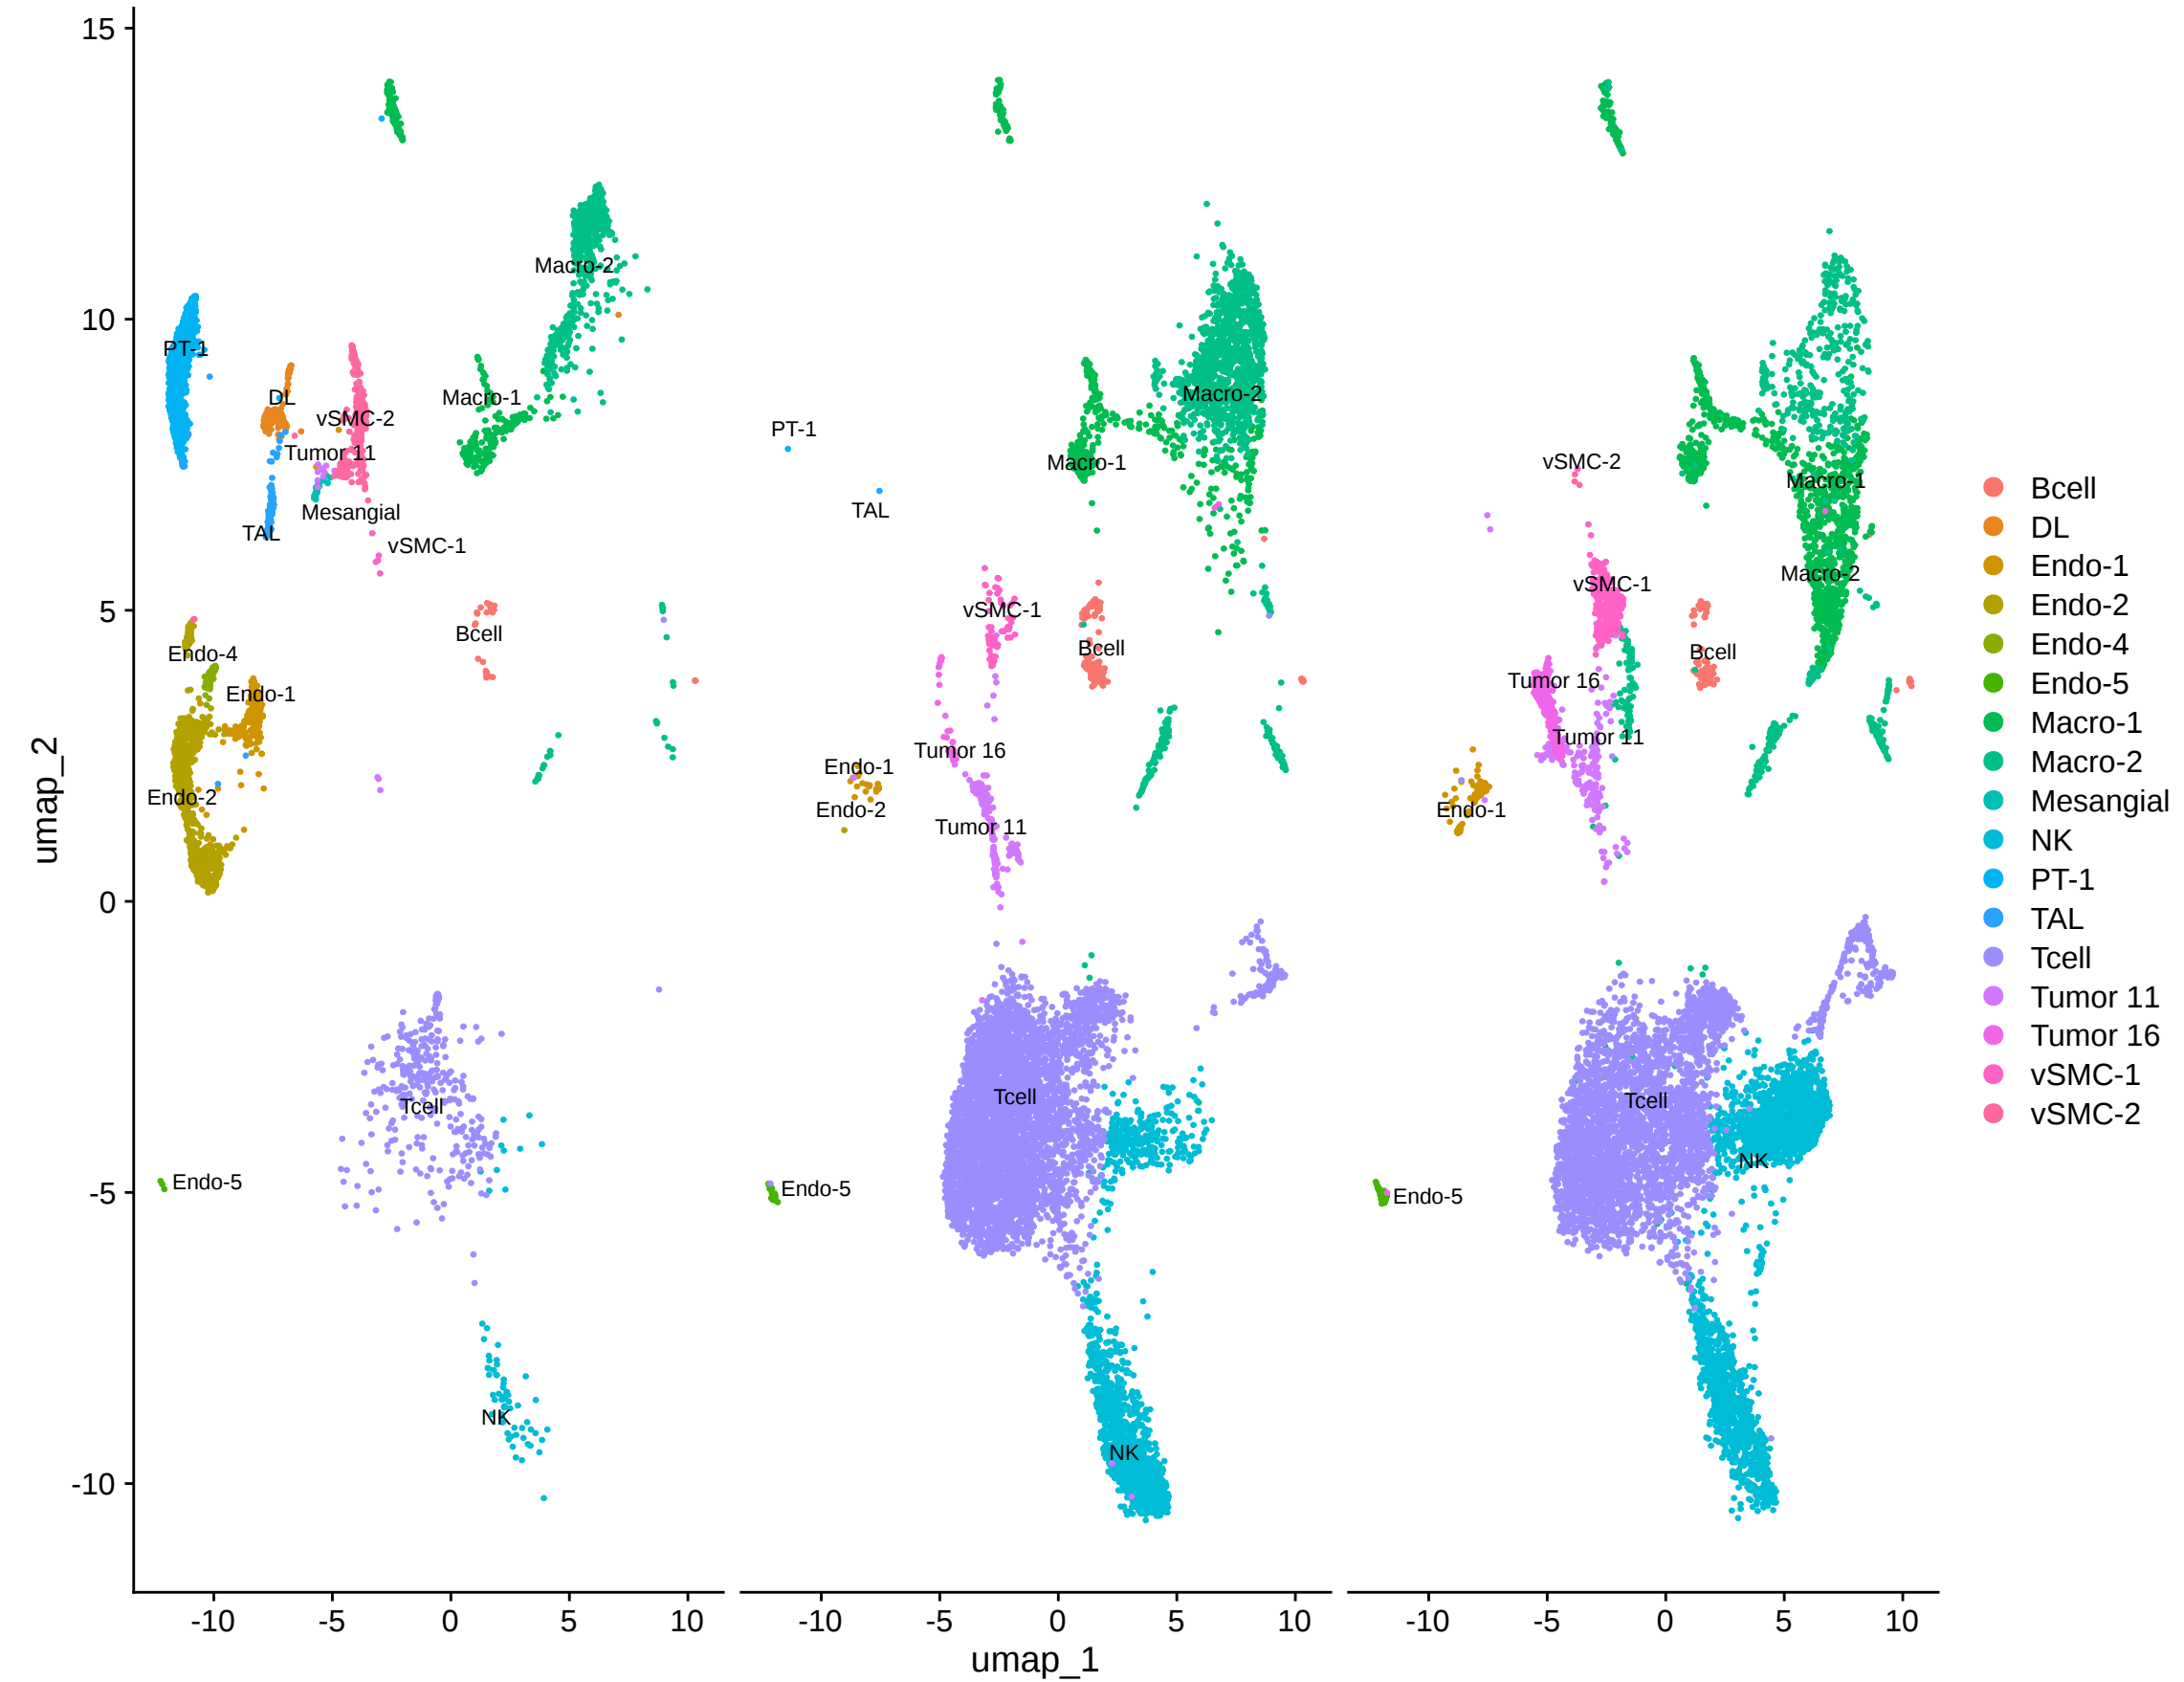 15
10
5
0
-5
-10
umap_2
Macro-2
PT-1
DL
Macro-1
vSMC-2
Tumor 11
Mesangial
TAL
vSMC-1
Bcell
Endo-4
Endo-1
Endo-2
Tcell
Endo-5
NK
-10 -5 0 5 10
Macro-2
PT-1
Macro-1
TAL
vSMC-1
Bcell
Tumor 16
Endo-1
Endo-2
Tumor 11
Tcell
Endo-5
NK
-10 -5 0 5 10
vSMC-2
Macro-1
Macro-2
vSMC-1
Bcell
Tumor 16
Tumor 11
Endo-1
Tcell
NK
Endo-5
-10 -5 0 5 10
umap_1
Bcell
DL
Endo-1
Endo-2
Endo-4
Endo-5
Macro-1
Macro-2
Mesangial
NK
PT-1
TAL
Tcell
Tumor 11
Tumor 16
vSMC-1
vSMC-2